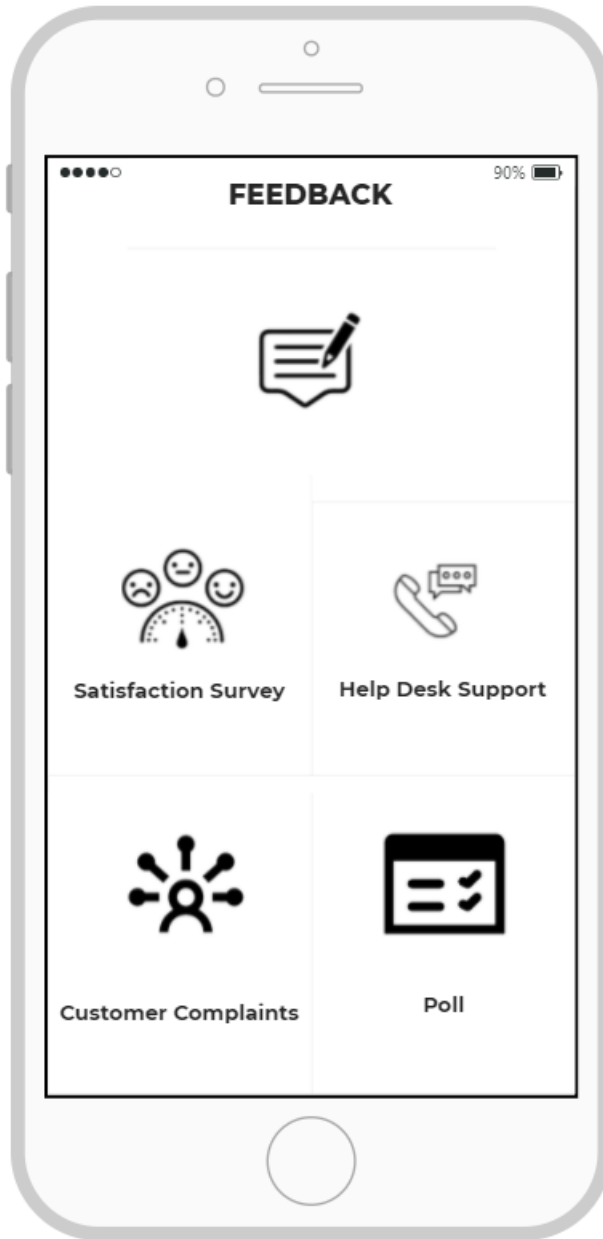 90%
FEEDBACK
Satisfaction Survey
Help Desk Support
Customer Complaints
Poll